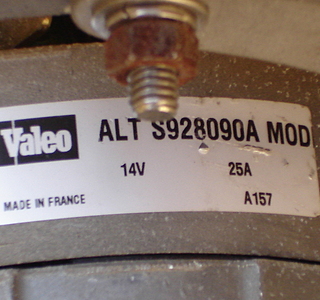 Valeo ALT S928090A MOD
14V 25A
MADE IN FRANCE A157